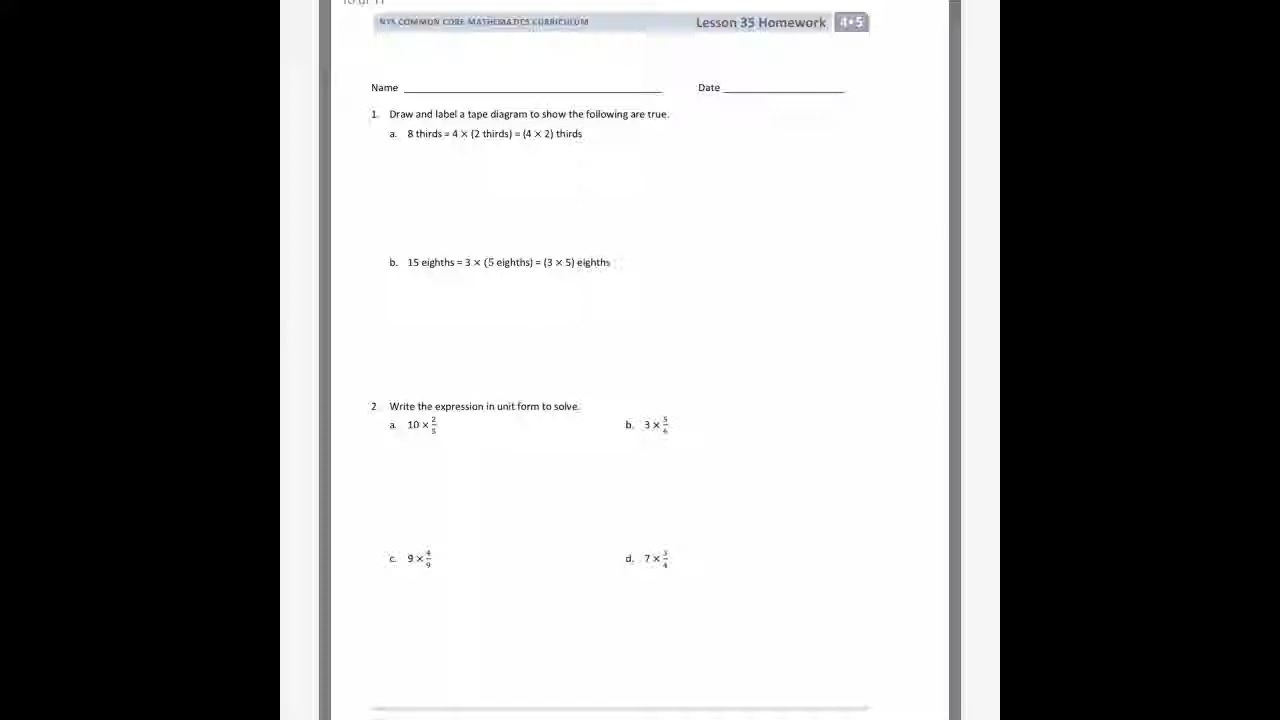 NYS COMMON CORE MATHEMATICS CURRICULUM Lesson 35 Homework 4•5
Name Date
1. Draw and label a tape diagram to show the following are true.
a. 8 thirds = 4 × (2 thirds) = (4 × 2) thirds
b. 15 eighths = 3 × (5 eighths) = (3 × 5) eighths
2. Write the expression in unit form to solve.
a. 10 × 2/5 b. 3 × 5/6
c. 9 × 4/9 d. 7 × 3/4